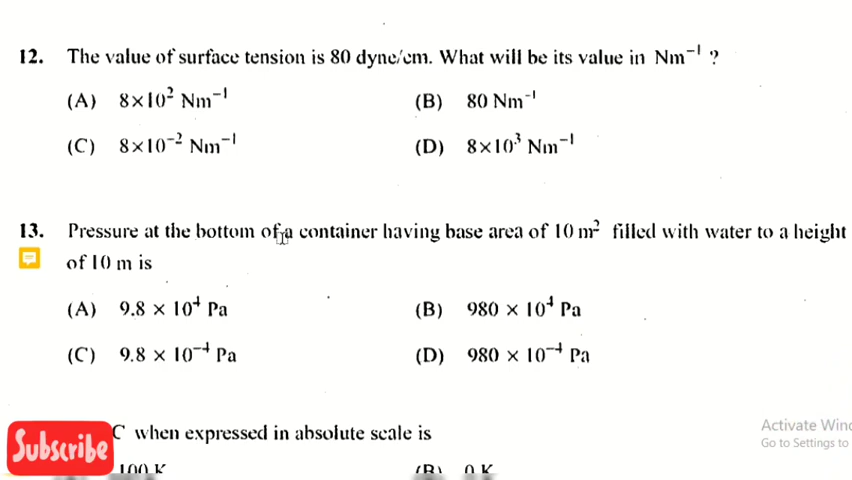 12. The value of surface tension is 80 dyne/cm. What will be its value in Nm⁻¹ ?
(A) 8×10² Nm⁻¹ (B) 80 Nm⁻¹
(C) 8×10⁻² Nm⁻¹ (D) 8×10³ Nm⁻¹
13. Pressure at the bottom of a container having base area of 10 m² filled with water to a height
of 10 m is
(A) 9.8 × 10⁴ Pa (B) 980 × 10⁴ Pa
(C) 9.8 × 10⁻⁴ Pa (D) 980 × 10⁻⁴ Pa
C when expressed in absolute scale is
Subscribe
100 K (B) 0 K
Activate Wind
Go to Settings to